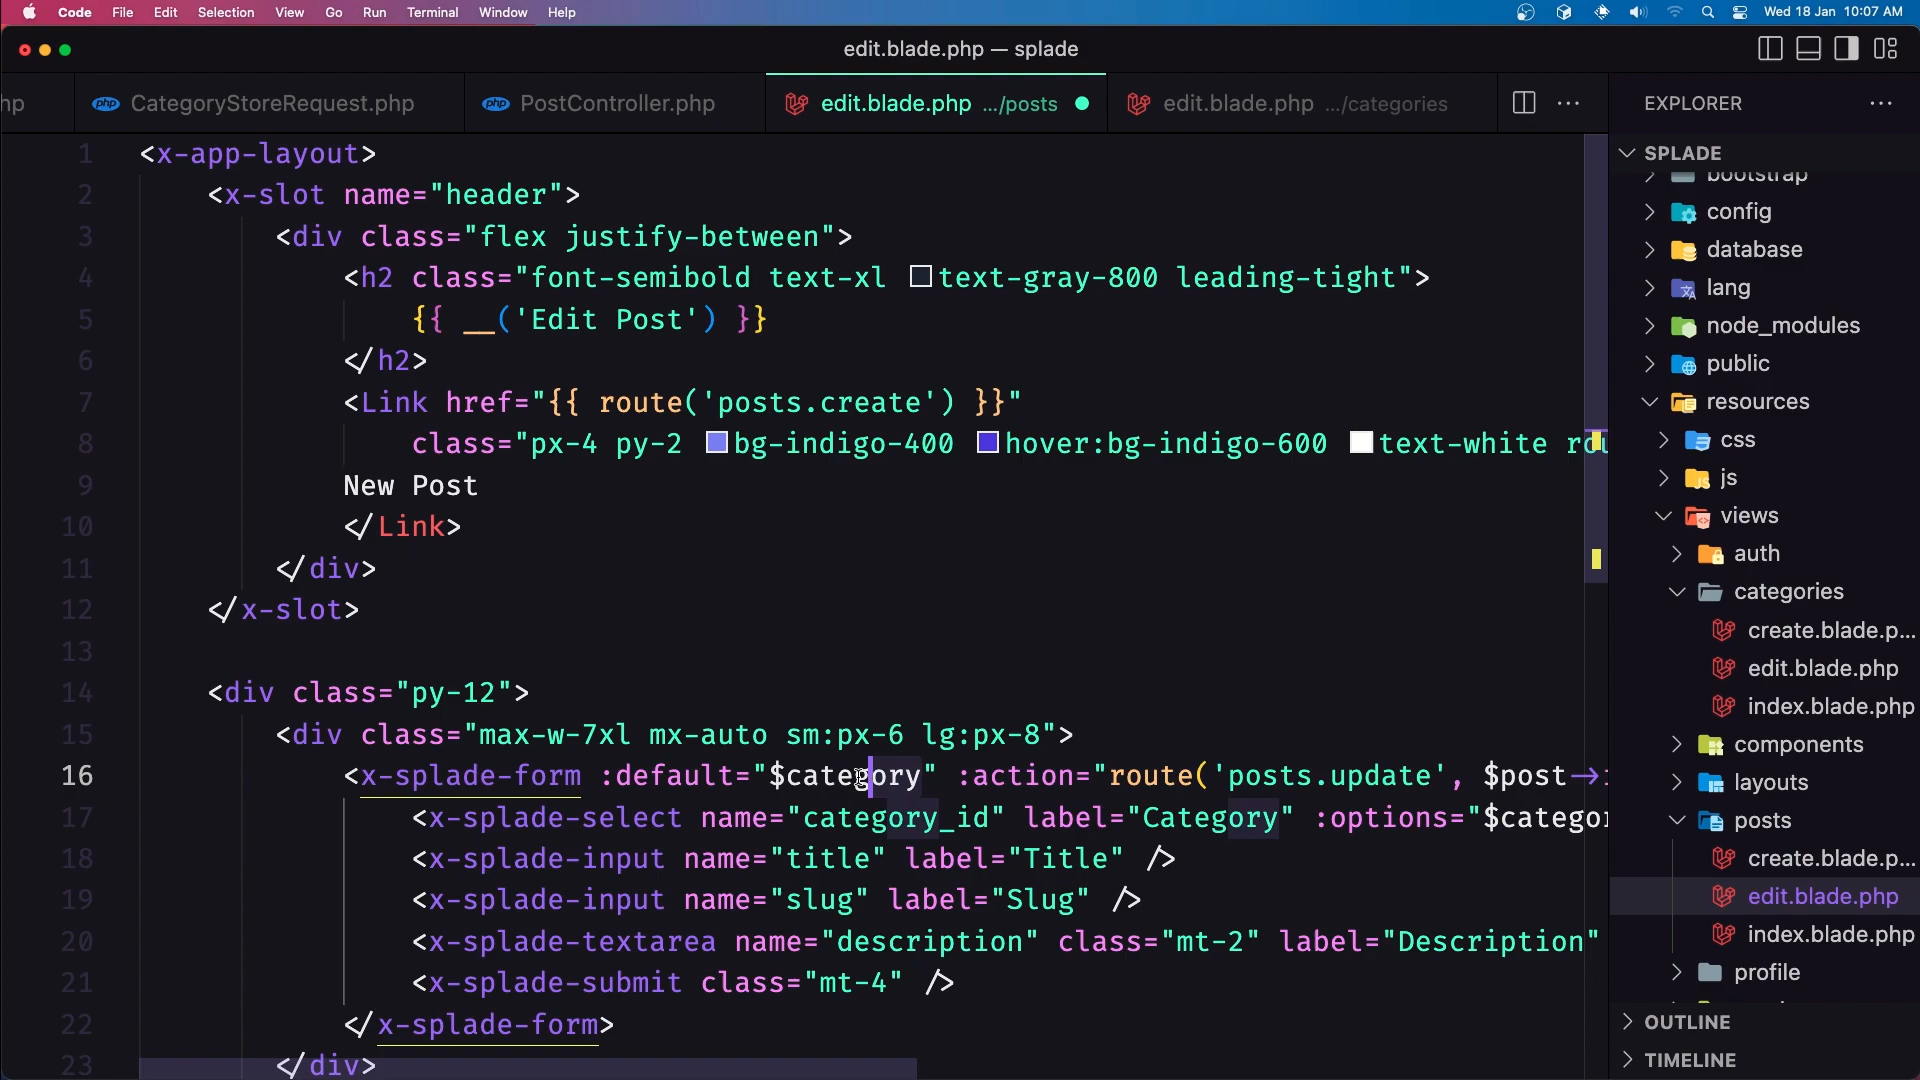 Code File Edit Selection View Go Run Terminal Window Help
Wed 18 Jan 10:07 AM
edit.blade.php — splade
hp
php CategoryStoreRequest.php
php PostController.php
edit.blade.php .../posts
edit.blade.php .../categories
1 <x-app-layout>
2 <x-slot name="header">
3 <div class="flex justify-between">
4 <h2 class="font-semibold text-xl text-gray-800 leading-tight">
5 {{ __('Edit Post') }}
6 </h2>
7 <Link href="{{ route('posts.create') }}"
8 class="px-4 py-2 bg-indigo-400 hover:bg-indigo-600 text-white rou
9 New Post
10 </Link>
11 </div>
12 </x-slot>
13
14 <div class="py-12">
15 <div class="max-w-7xl mx-auto sm:px-6 lg:px-8">
16 <x-splade-form :default="$category" :action="route('posts.update', $post->
17 <x-splade-select name="category_id" label="Category" :options="$categor
18 <x-splade-input name="title" label="Title" />
19 <x-splade-input name="slug" label="Slug" />
20 <x-splade-textarea name="description" class="mt-2" label="Description"
21 <x-splade-submit class="mt-4" />
22 </x-splade-form>
23 </div>
EXPLORER
SPLADE
bootstrap
config
database
lang
node_modules
public
resources
css
js
views
auth
categories
create.blade.p...
edit.blade.php
index.blade.php
components
layouts
posts
create.blade.p...
edit.blade.php
index.blade.php
profile
OUTLINE
TIMELINE